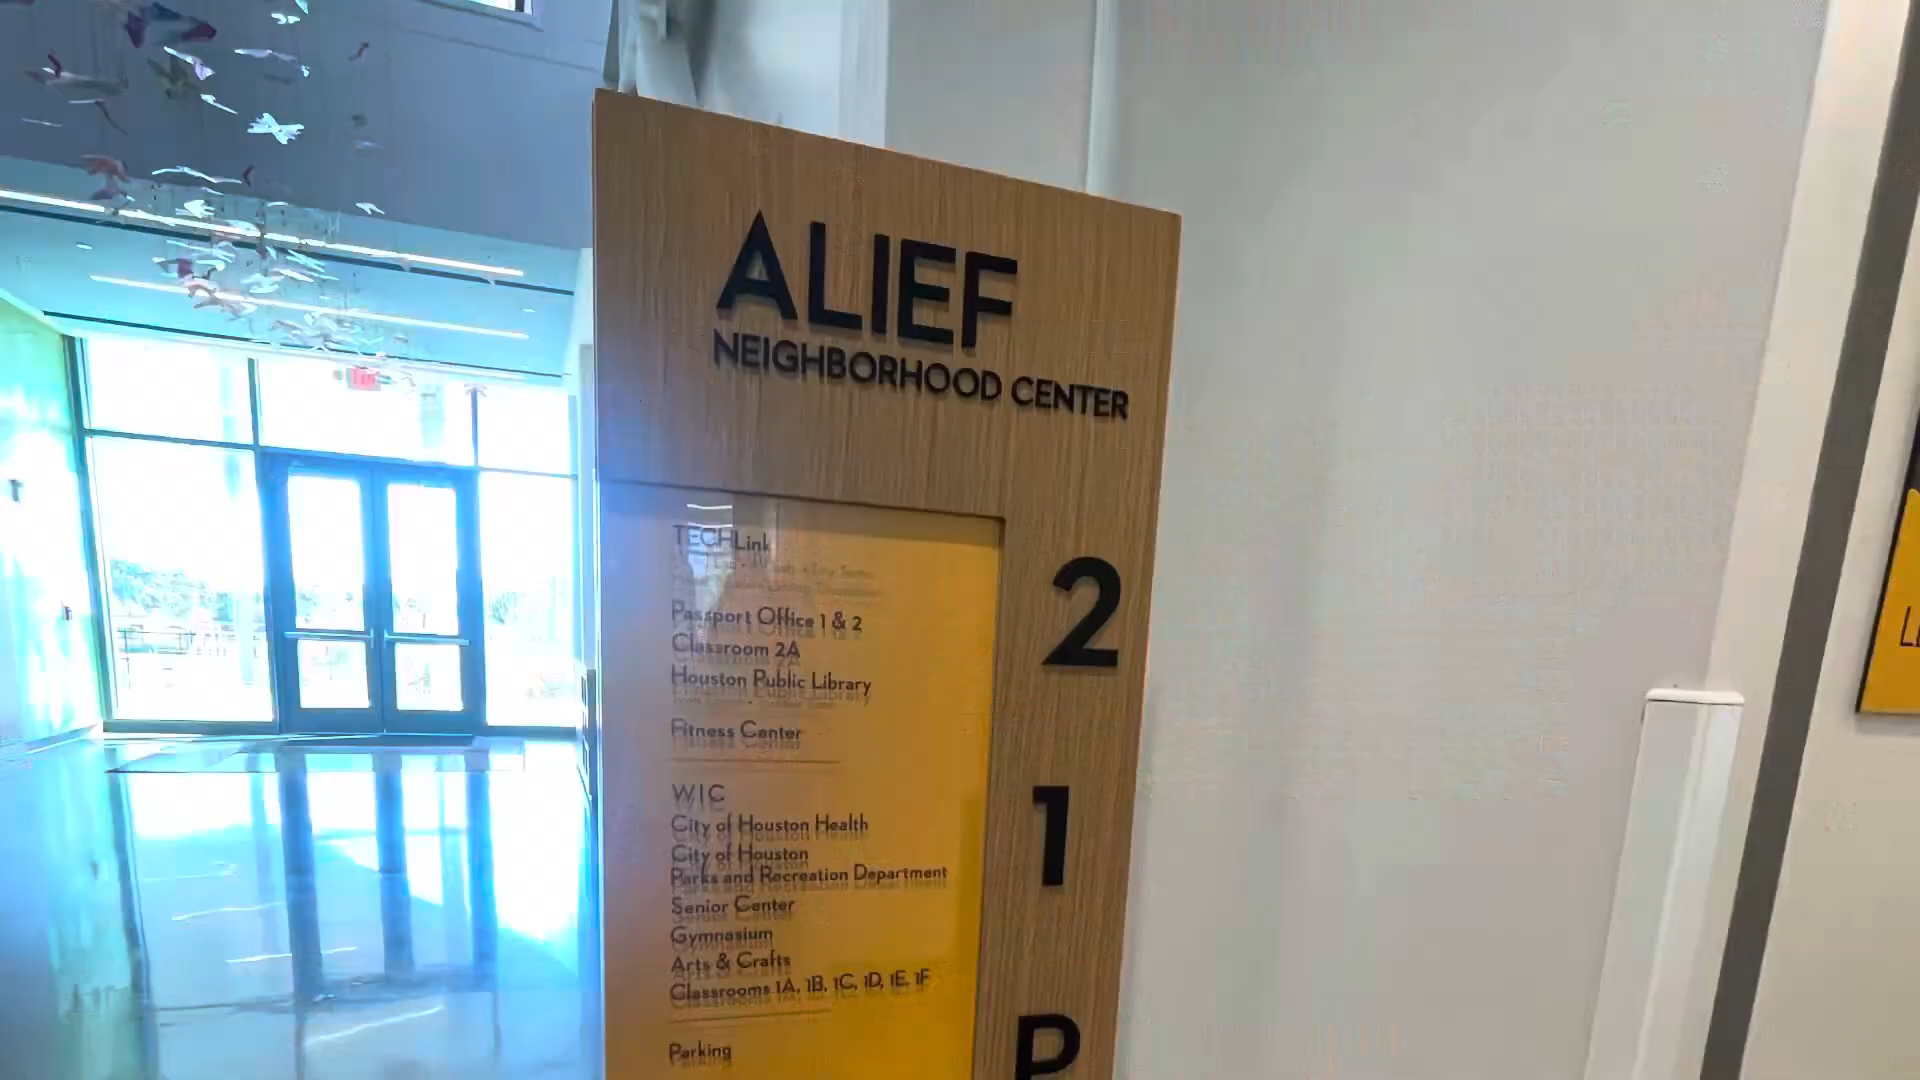 ALIEF
NEIGHBORHOOD CENTER
TECHLink
Passport Office 1 & 2
Classroom 2A
Houston Public Library
Fitness Center
2
WIC
City of Houston Health
City of Houston
Parks and Recreation Department
Senior Center
Gymnasium
Arts & Crafts
Classrooms 1A, 1B, 1C, 1D, 1E, 1F
1
Parking
P